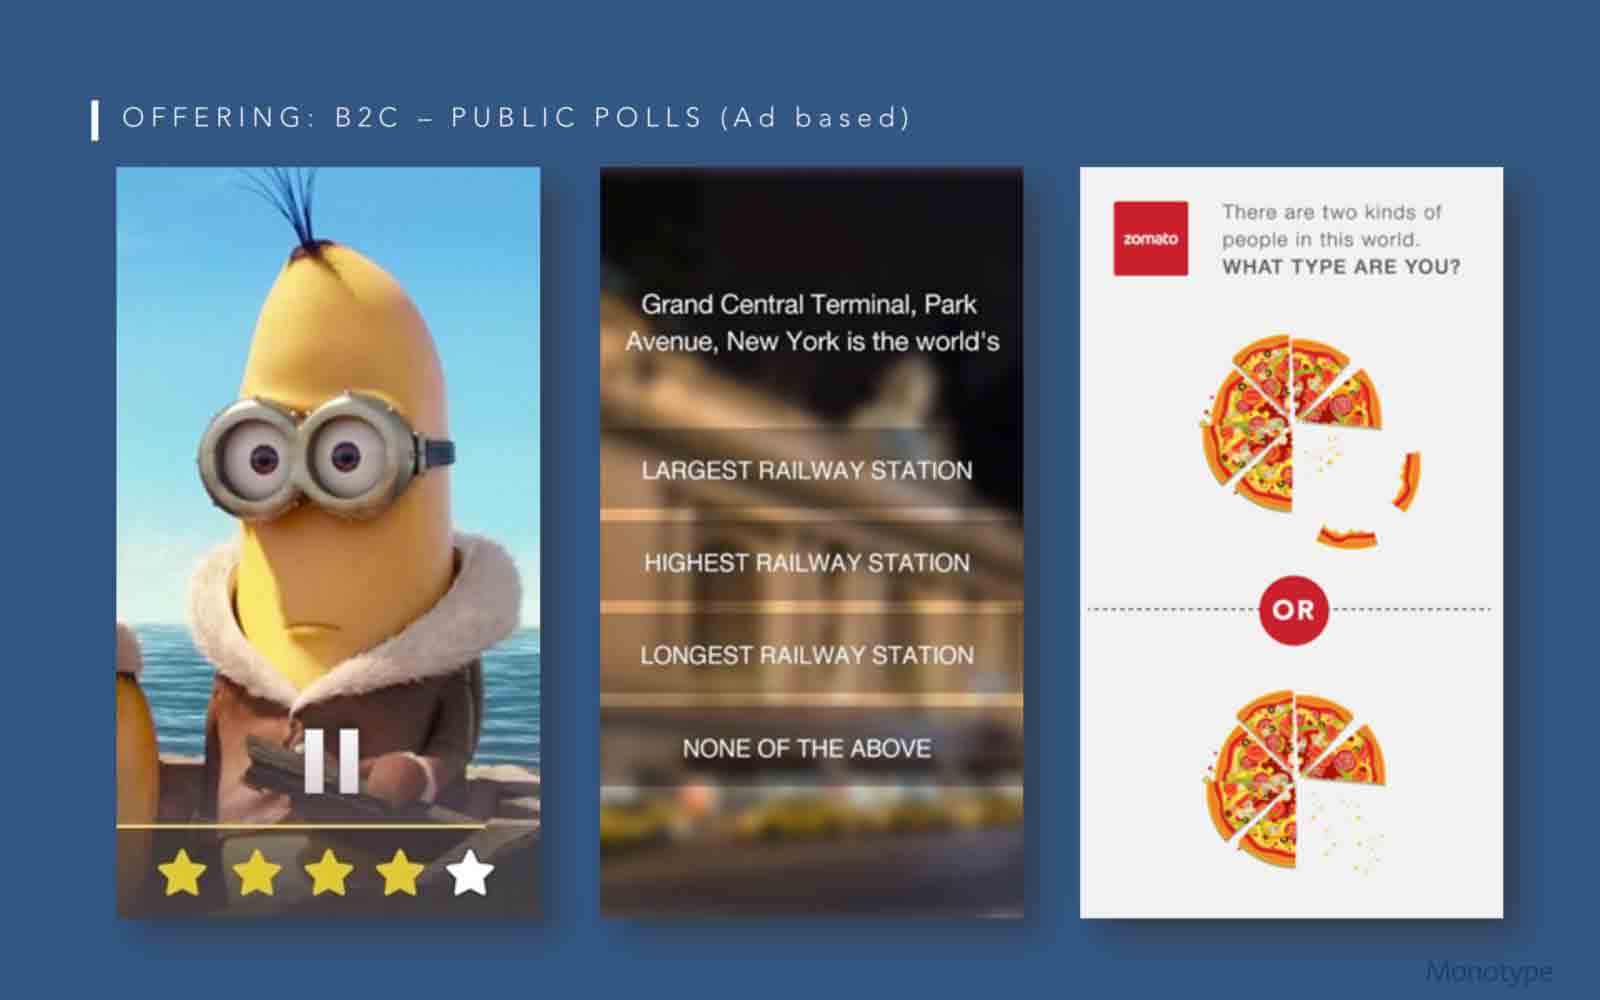 OFFERING: B2C – PUBLIC POLLS (Ad based)
Grand Central Terminal, Park
Avenue, New York is the world's
LARGEST RAILWAY STATION
HIGHEST RAILWAY STATION
LONGEST RAILWAY STATION
NONE OF THE ABOVE
zomato
There are two kinds of
people in this world.
WHAT TYPE ARE YOU?
OR
Monotype